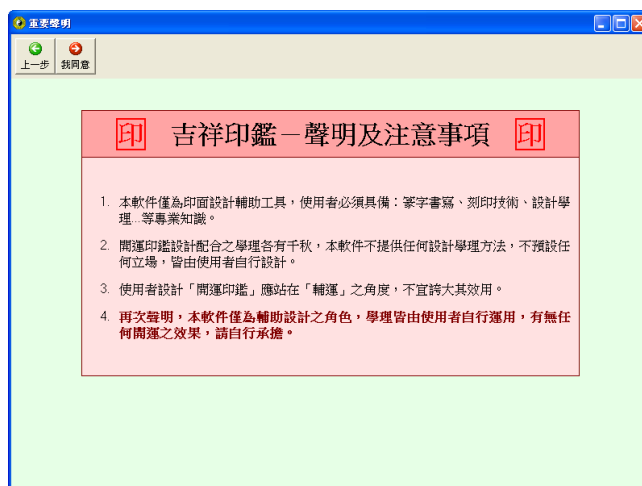 重要聲明
上一步 我同意
印 吉祥印鑑－聲明及注意事項 印
1. 本軟件僅為印面設計輔助工具，使用者必須具備：篆字書寫、刻印技術、設計學
理...等專業知識。
2. 開運印鑑設計配合之學理各有千秋，本軟件不提供任何設計學理方法，不預設任
何立場，皆由使用者自行設計。
3. 使用者設計「開運印鑑」應站在「輔運」之角度，不宜誇大其效用。
4. 再次聲明，本軟件僅為輔助設計之角色，學理皆由使用者自行運用，有無任
何開運之效果，請自行承擔。